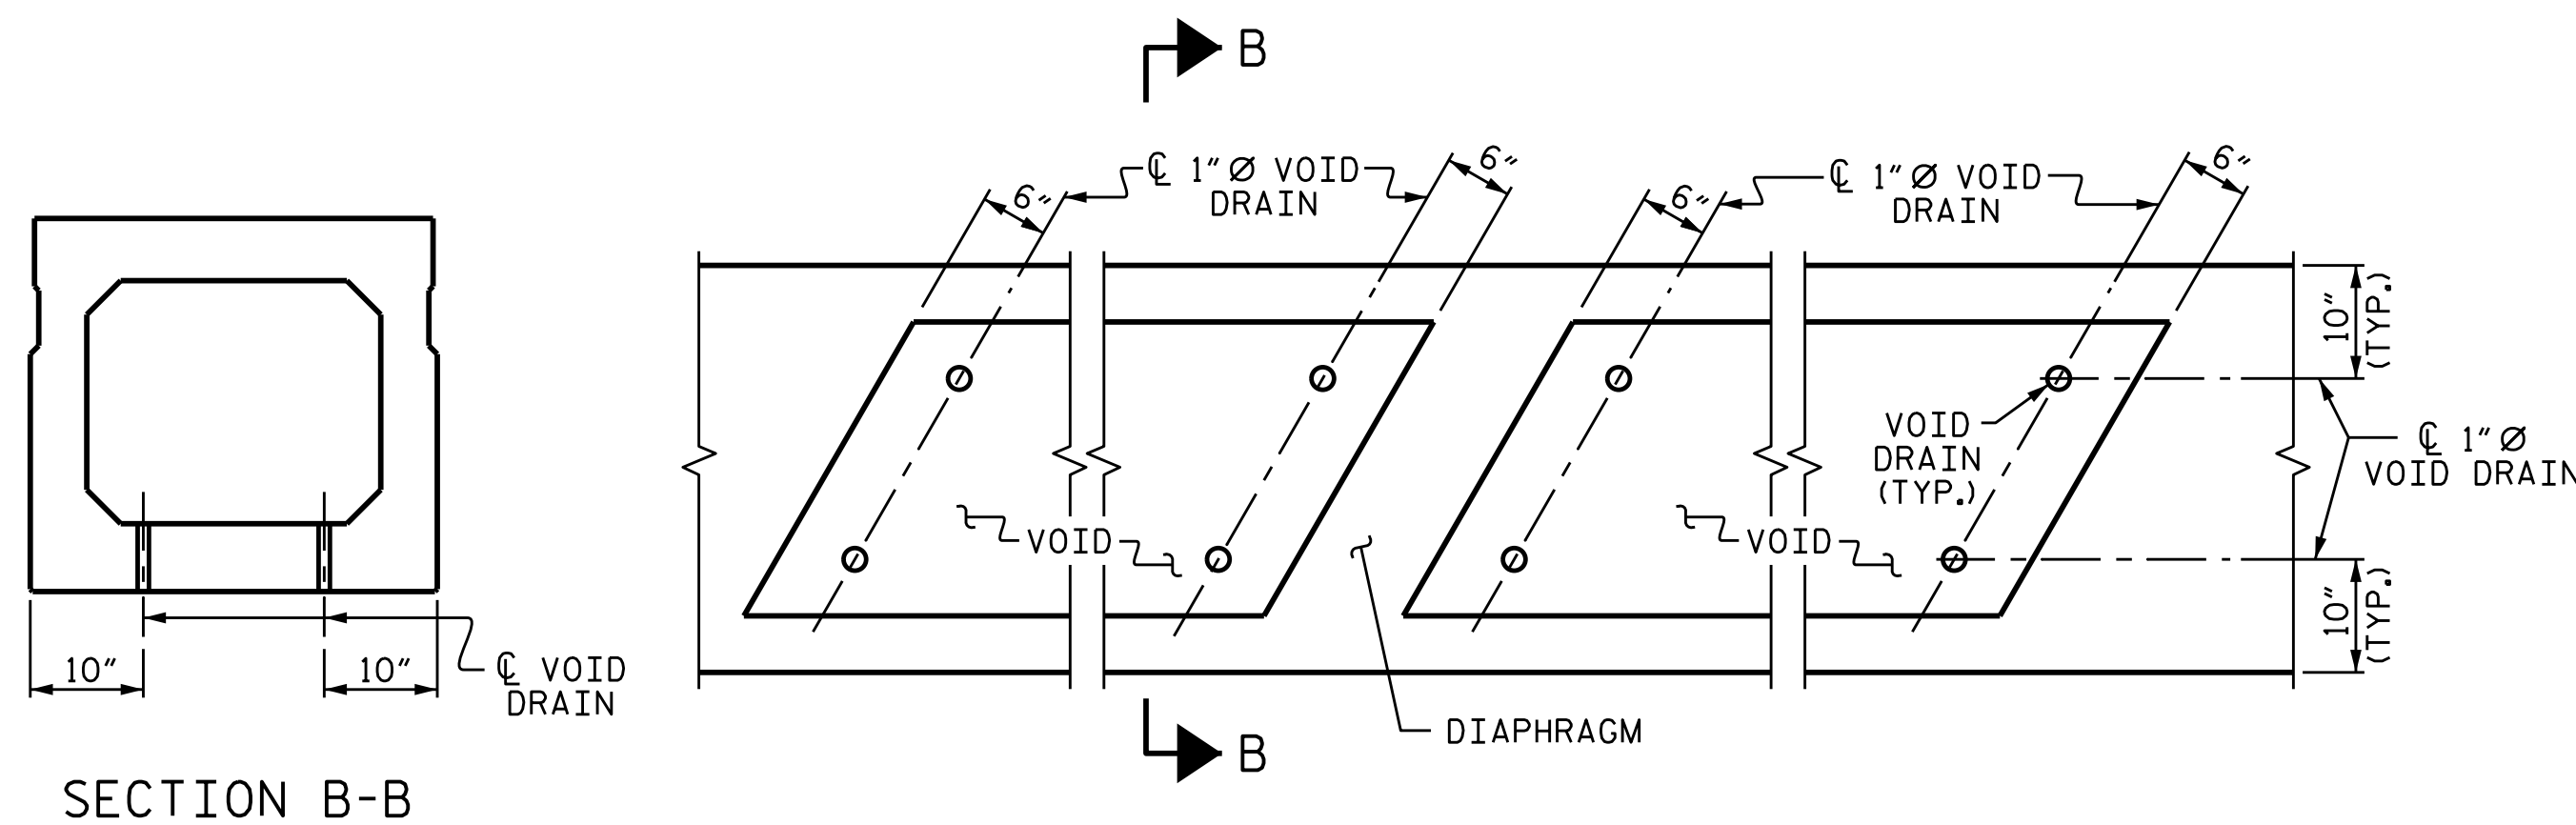 B
6"
℄ 1"Ø VOID
DRAIN
6"
6"
℄ 1"Ø VOID
DRAIN
6"
10"
(TYP.)
VOID
DRAIN
(TYP.)
℄ 1"Ø
VOID DRAIN
VOID
VOID
10"
(TYP.)
10"
10"
℄ VOID
DRAIN
DIAPHRAGM
B
SECTION B-B